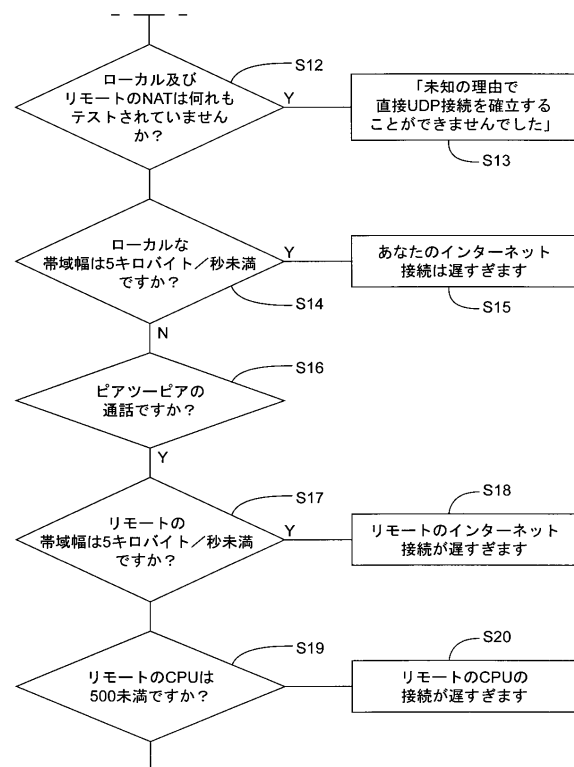 ローカル及び
リモートのNATは何れも
テストされていません
か？
S12
Y
「未知の理由で
直接UDP接続を確立する
ことができませんでした」
S13
ローカルな
帯域幅は5キロバイト／秒未満
ですか？
S14
Y
あなたのインターネット
接続は遅すぎます
S15
N
ピアツーピアの
通話ですか？
S16
Y
リモートの
帯域幅は5キロバイト／秒未満
ですか？
S17
Y
S18
リモートのインターネット
接続が遅すぎます
リモートのCPUは
500未満ですか？
S19
S20
リモートのCPUの
接続が遅すぎます